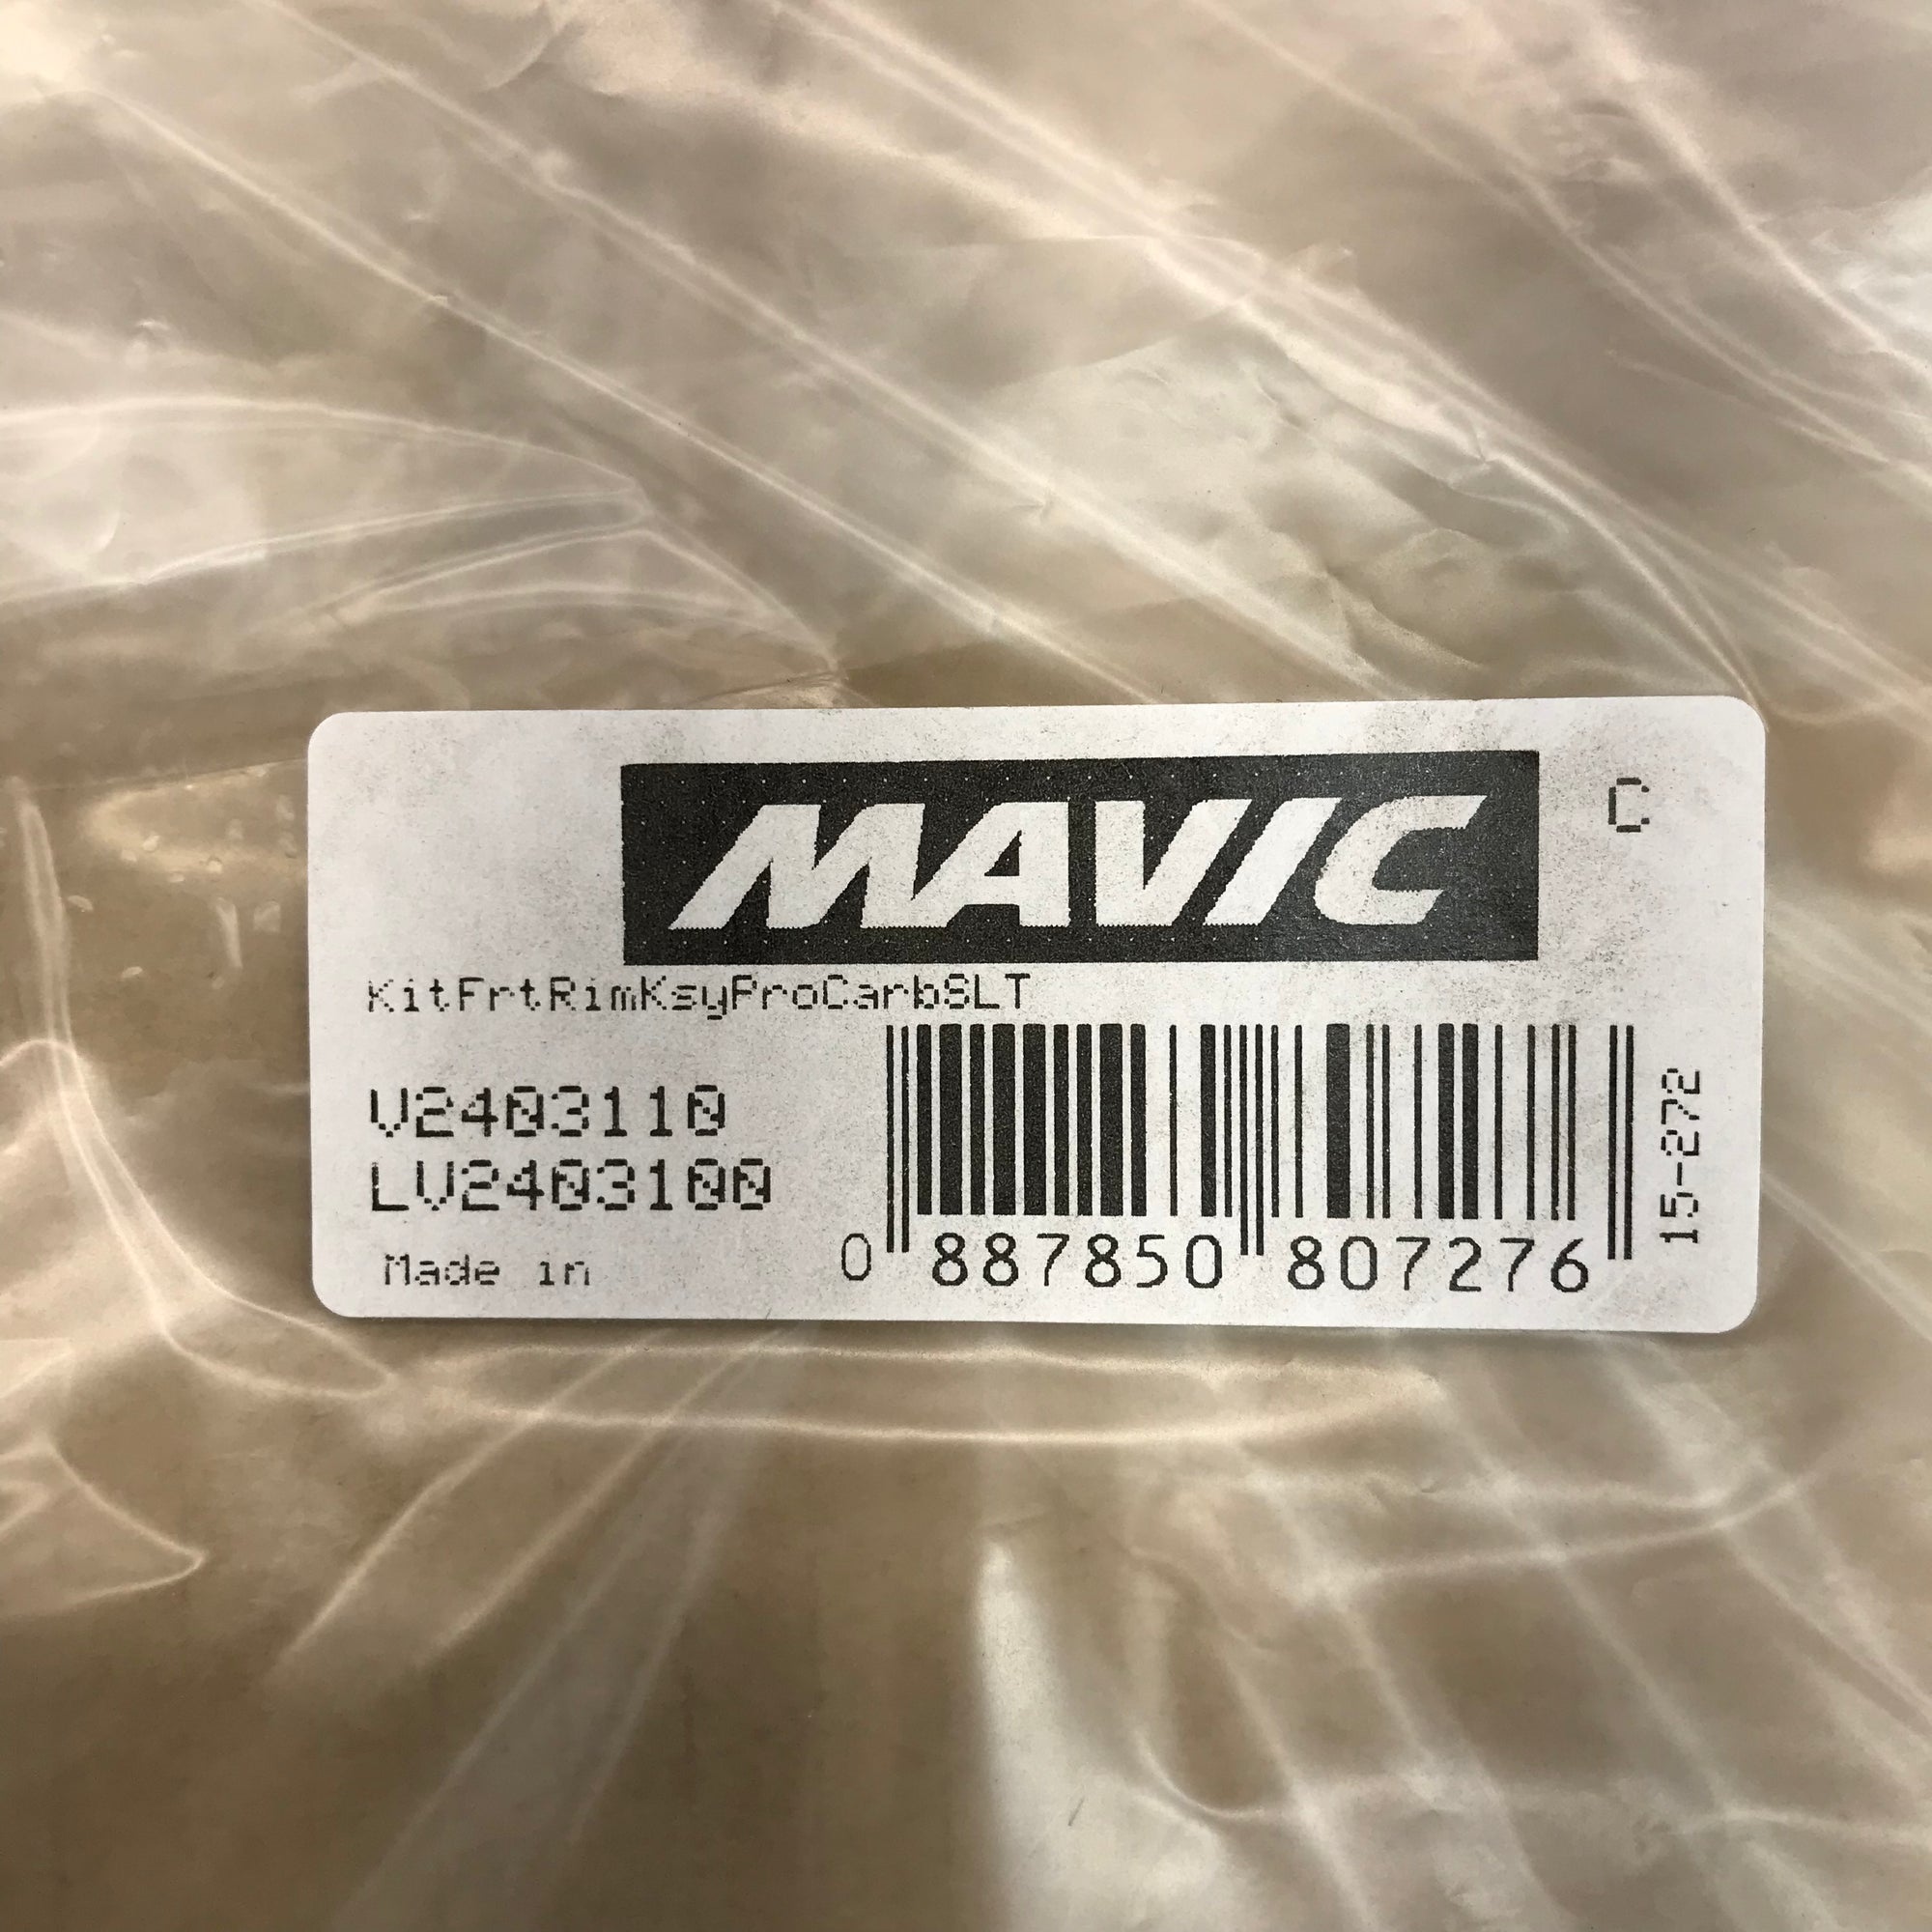 MAVIC
C
KitFrtRimKsyProCarbSLT
V2403110
LV2403100
Made in
0 887850 807276
15-272